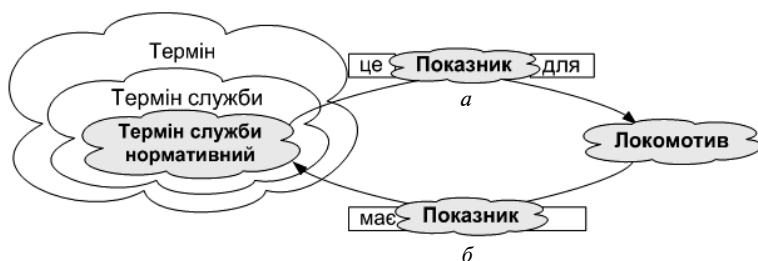 Термін
Термін служби
Термін служби
нормативний
це Показник для
а
Локомотив
має Показник
б